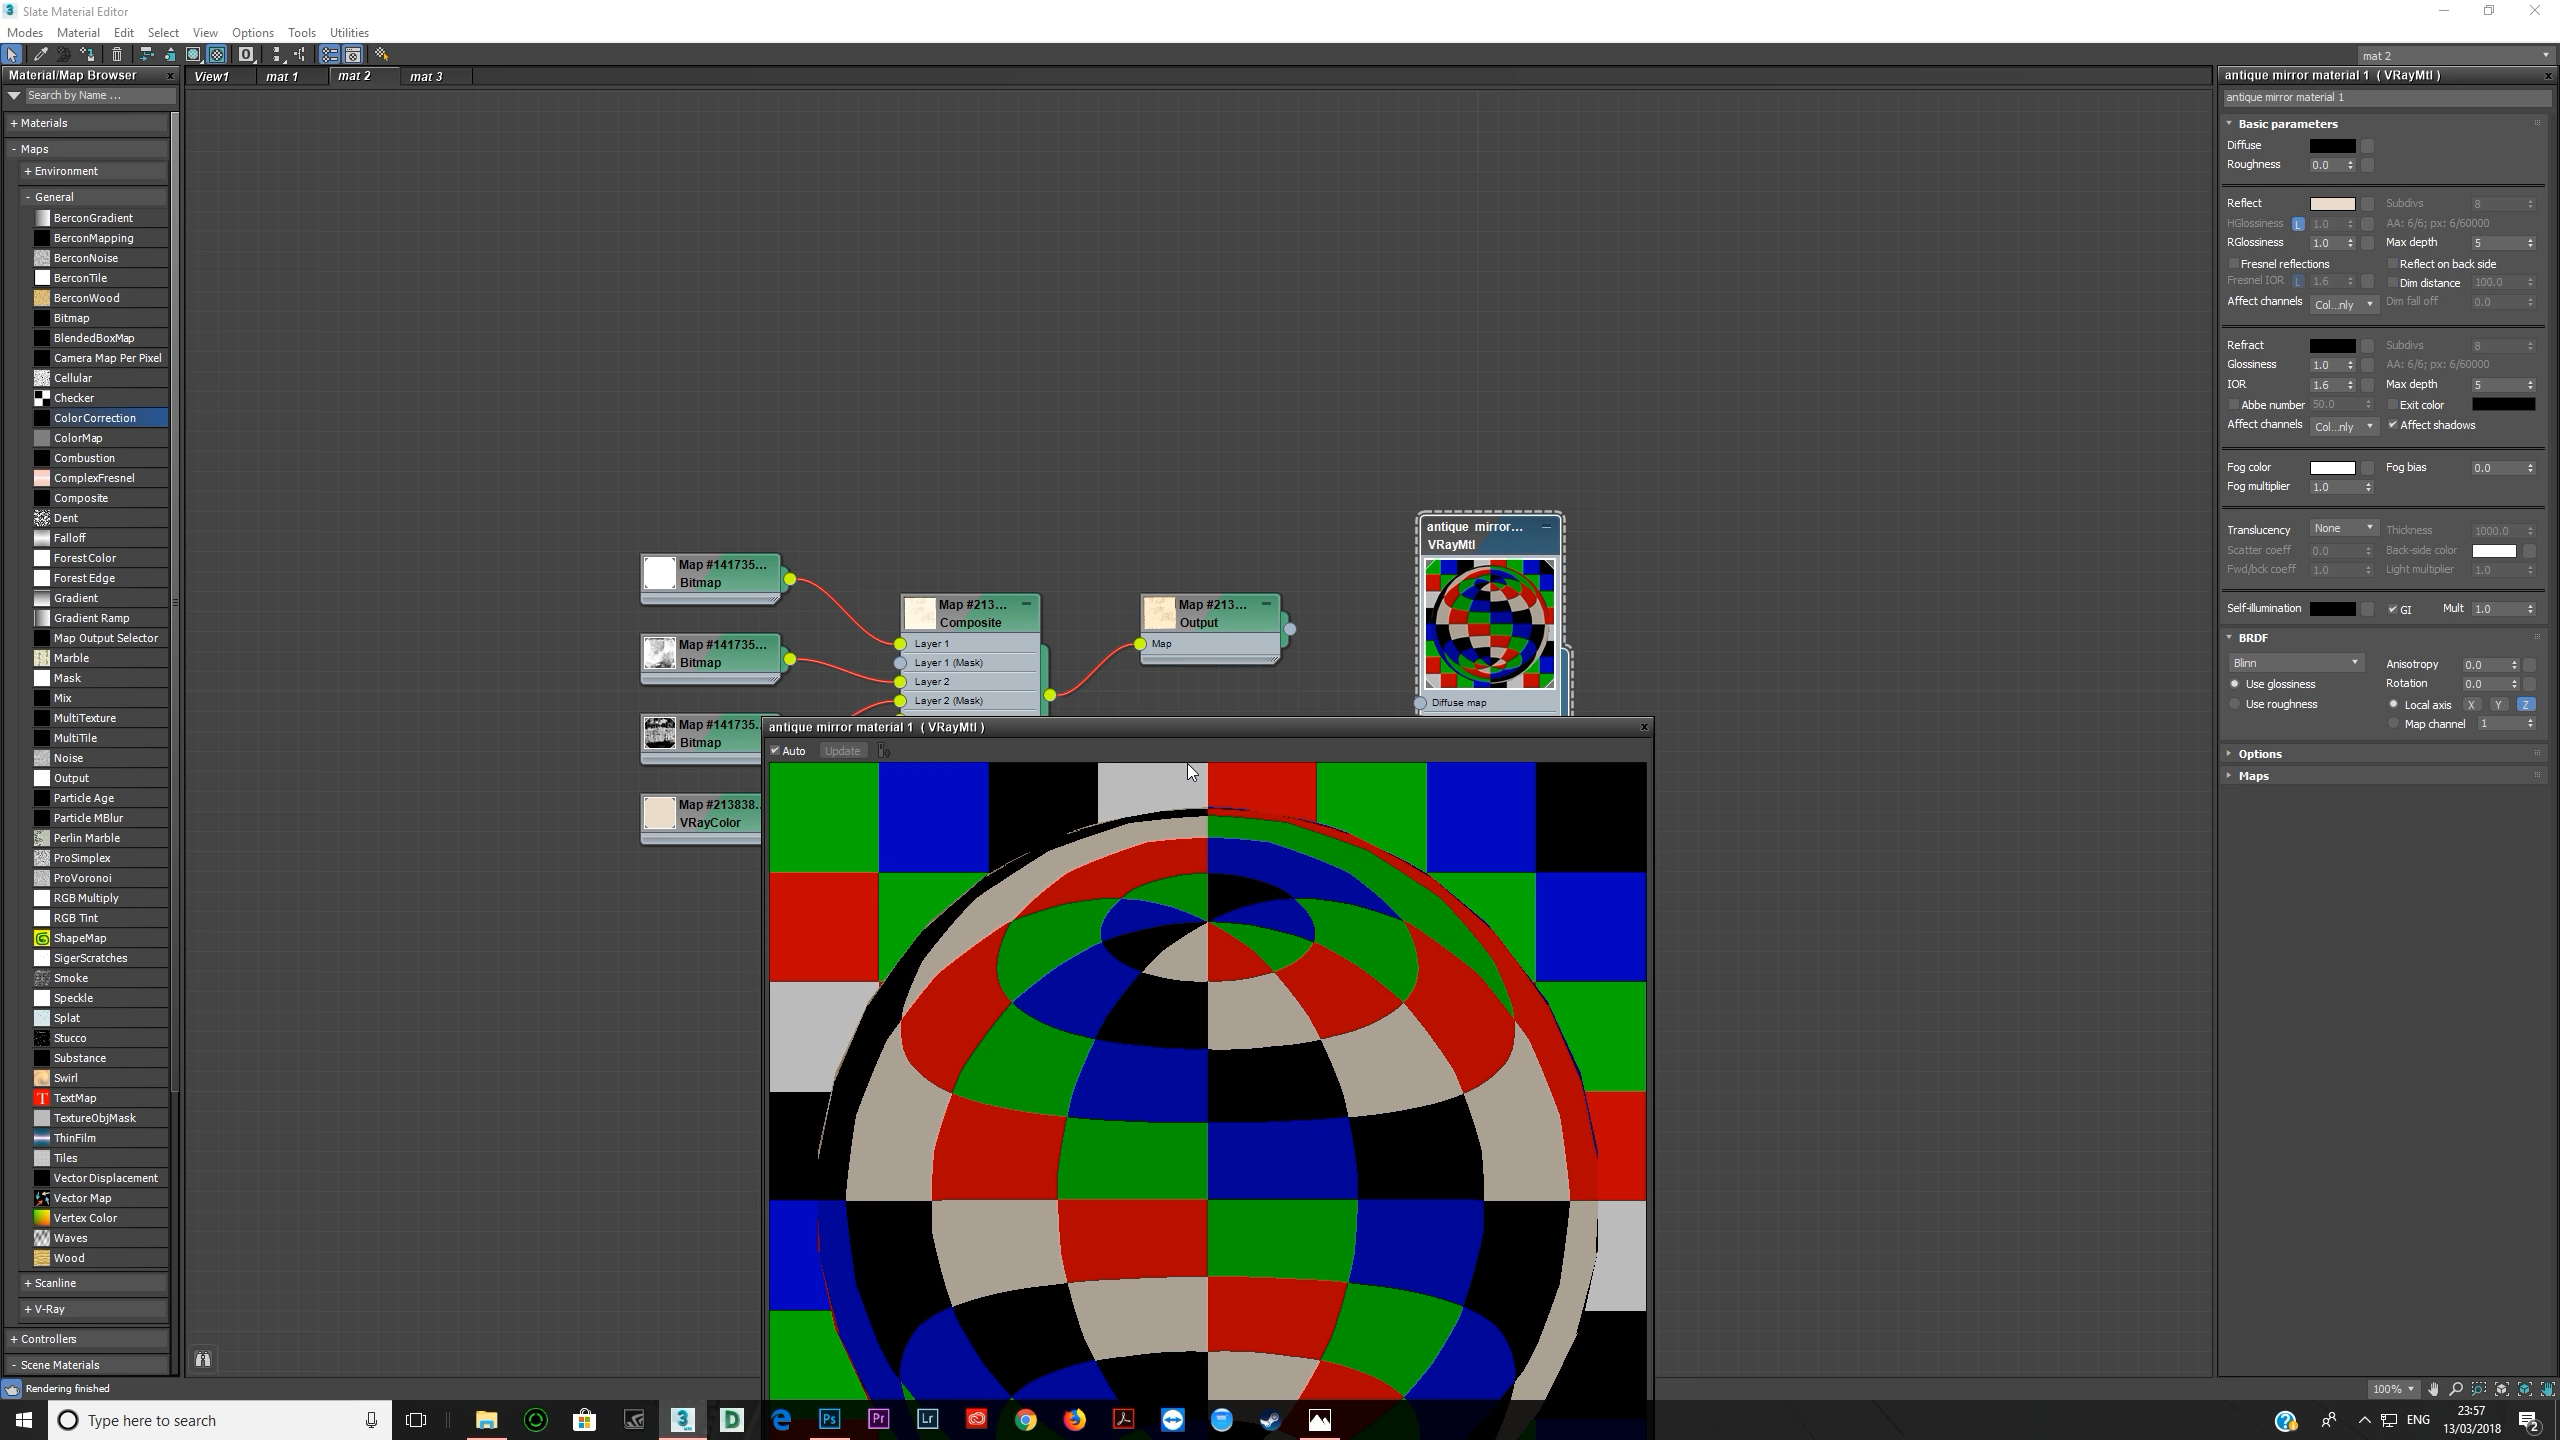 Slate Material Editor
Modes Material Edit Select View Options Tools Utilities
mat 2
Material/Map Browser
View1 mat 1 mat 2 mat 3
antique mirror material 1 ( VRayMtl )
Search by Name ...
antique mirror material 1
+ Materials
- Maps
+ Environment
- General
BerconGradient
BerconMapping
BerconNoise
BerconTile
BerconWood
Bitmap
BlendedBoxMap
Camera Map Per Pixel
Cellular
Checker
ColorCorrection
ColorMap
Combustion
ComplexFresnel
Composite
Dent
Falloff
ForestColor
Forest Edge
Gradient
Gradient Ramp
Map Output Selector
Marble
Mask
Mix
MultiTexture
MultiTile
Noise
Output
Particle Age
Particle MBlur
Perlin Marble
ProSimplex
ProVoronoi
RGB Multiply
RGB Tint
ShapeMap
SigerScratches
Smoke
Speckle
Splat
Stucco
Substance
Swirl
TextMap
TextureObjMask
ThinFilm
Tiles
Vector Displacement
Vector Map
Vertex Color
Waves
Wood
+ Scanline
+ V-Ray
+ Controllers
- Scene Materials
Map #141735...
Bitmap
Map #141735...
Bitmap
Map #141735.
Bitmap
Map #213838.
VRayColor
Map #213...
Composite
Layer 1
Layer 1 (Mask)
Layer 2
Layer 2 (Mask)
Map #213...
Output
Map
antique mirror...
VRayMtl
Diffuse map
antique mirror material 1 ( VRayMtl )
Auto Update
Basic parameters
Diffuse
Roughness 0.0
Reflect Subdivs 8
HGlossiness L 1.0 AA: 6/6; px: 6/60000
RGlossiness 1.0 Max depth 5
Fresnel reflections Reflect on back side
Fresnel IOR L 1.6 Dim distance 100.0
Affect channels Col...nly Dim fall off 0.0
Refract Subdivs 8
Glossiness 1.0 AA: 6/6; px: 6/60000
IOR 1.6 Max depth 5
Abbe number 50.0 Exit color
Affect channels Col...nly Affect shadows
Fog color Fog bias 0.0
Fog multiplier 1.0
Translucency None Thickness 1000.0
Scatter coeff 0.0 Back-side color
Fwd/bck coeff 1.0 Light multiplier 1.0
Self-illumination GI Mult 1.0
BRDF
Blinn Anisotropy 0.0
Use glossiness Rotation 0.0
Use roughness Local axis X Y Z
Map channel 1
Options
Maps
Rendering finished
100%
Type here to search
ENG
23:57
13/03/2018
2